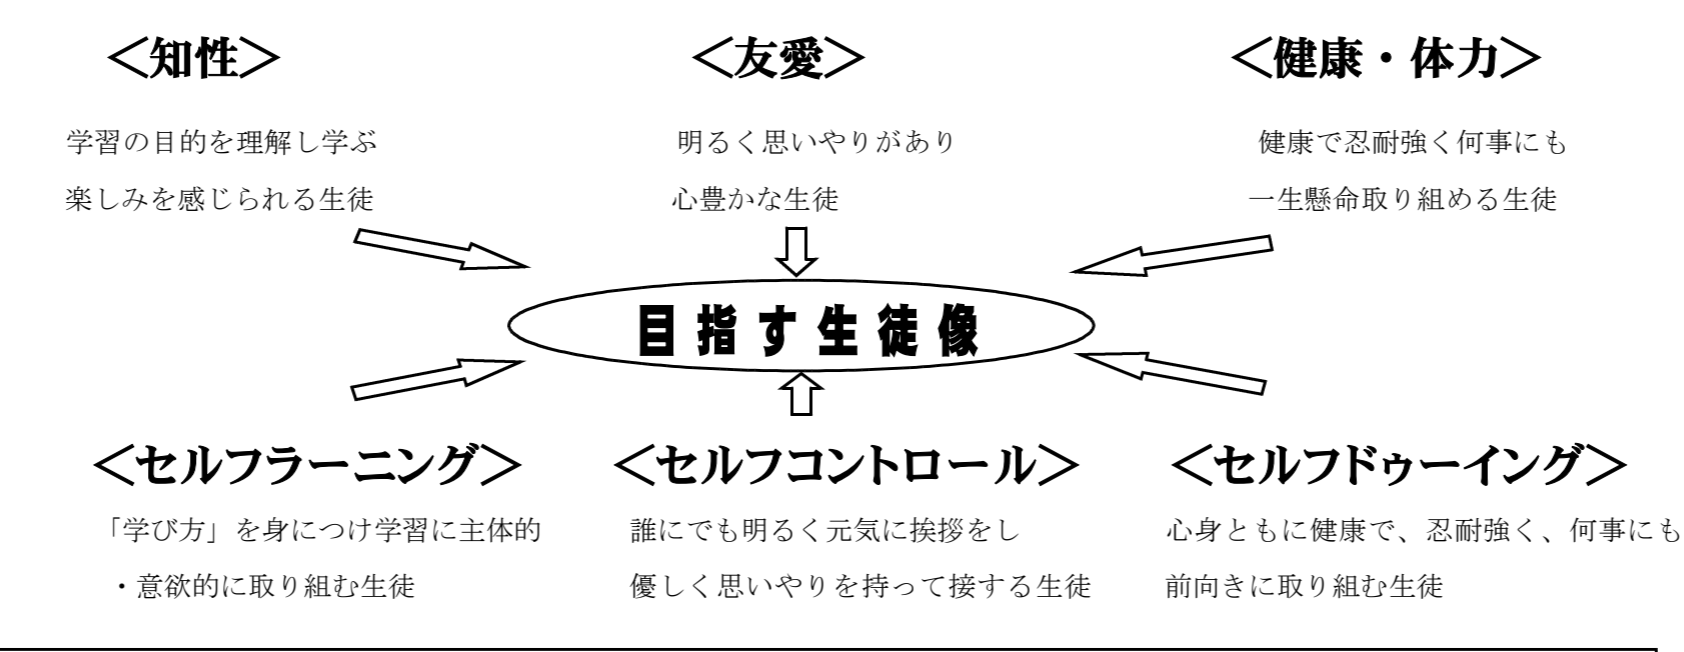 ＜知性＞
学習の目的を理解し学ぶ
楽しみを感じられる生徒
＜友愛＞
明るく思いやりがあり
心豊かな生徒
＜健康・体力＞
健康で忍耐強く何事にも
一生懸命取り組める生徒
目指す生徒像
＜セルフラーニング＞
「学び方」を身につけ学習に主体的
・意欲的に取り組む生徒
＜セルフコントロール＞
誰にでも明るく元気に挨拶をし
優しく思いやりを持って接する生徒
＜セルフドゥーイング＞
心身ともに健康で、忍耐強く、何事にも
前向きに取り組む生徒